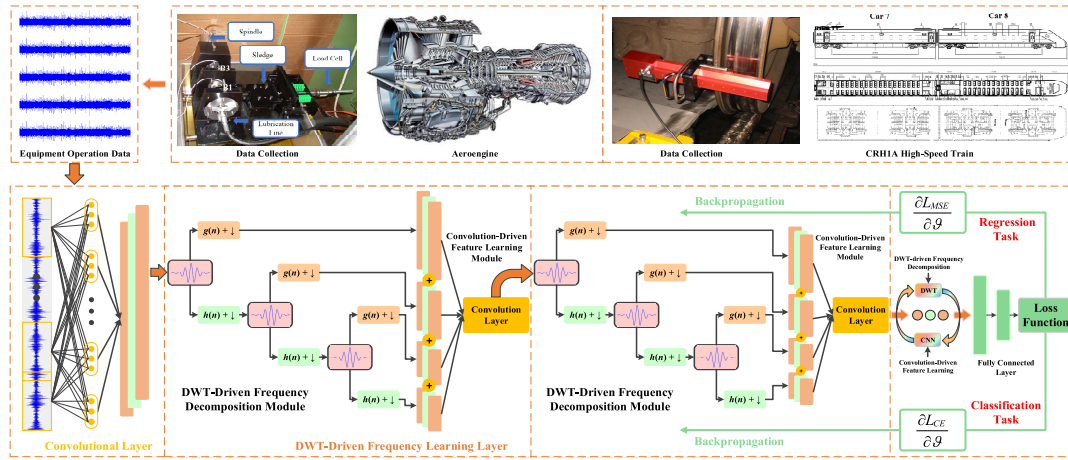 Spindle
Sledge
Load Cell
B3
B1
Lubrication
Line
Car 7
Car 8
Equipment Operation Data
Data Collection
Aeroengine
Data Collection
CRH1A High-Speed Train
g(n) + ↓
h(n) + ↓
g(n) + ↓
h(n) + ↓
g(n) + ↓
h(n) + ↓
Convolution-Driven
Feature Learning
Module
+
+
+
Convolution
Layer
DWT-Driven Frequency
Decomposition Module
g(n) + ↓
h(n) + ↓
g(n) + ↓
h(n) + ↓
g(n) + ↓
h(n) + ↓
Convolution-Driven
Feature Learning Module
+
+
+
Convolution
Layer
DWT-Driven Frequency
Decomposition Module
Backpropagation
∂L_MSE
∂ϑ
Regression
Task
DWT-driven Frequency
Decomposition
DWT
CNN
Convolution-Driven
Feature Learning
Fully Connected
Layer
Loss
Function
Classification
Task
∂L_CE
∂ϑ
Backpropagation
Convolutional Layer
DWT-Driven Frequency Learning Layer